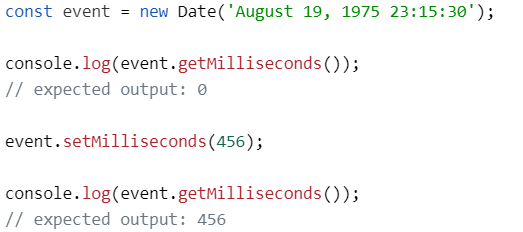 const event = new Date('August 19, 1975 23:15:30');
console.log(event.getMilliseconds());
// expected output: 0
event.setMilliseconds(456);
console.log(event.getMilliseconds());
// expected output: 456